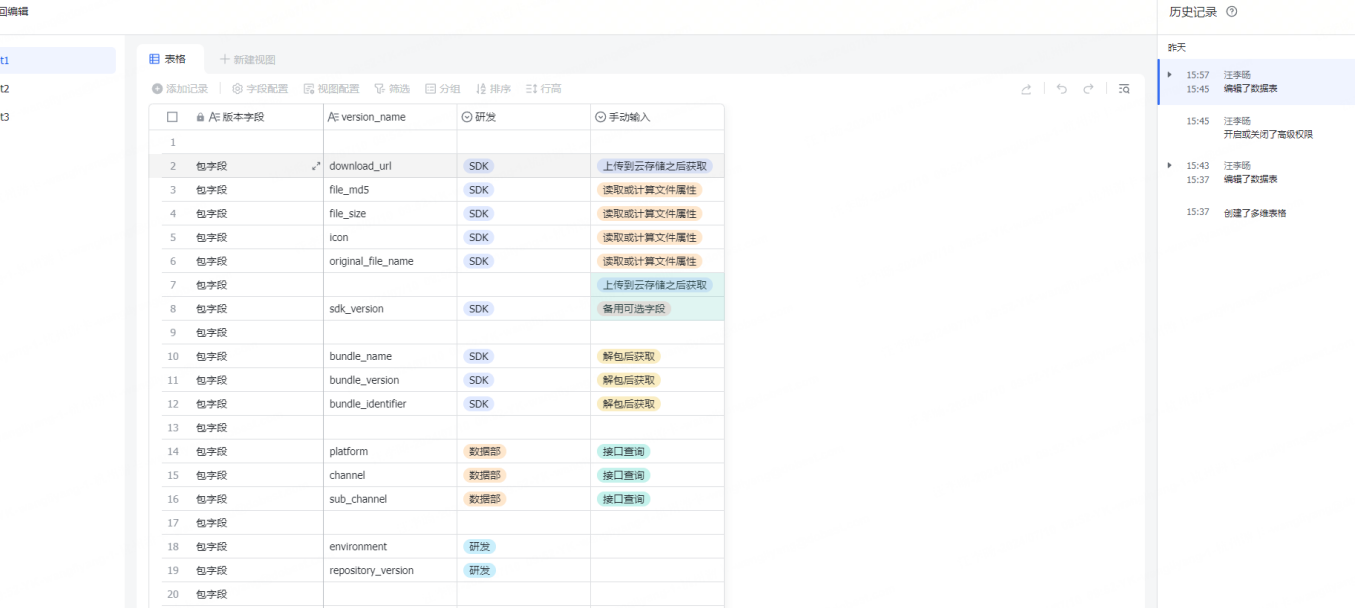 回编辑
历史记录
t1
t2
t3
表格
新建视图
添加记录 字段配置 视图配置 筛选 分组 排序 行高
版本字段 version_name 研发 手动输入
1
2 包字段 download_url SDK 上传到云存储之后获取
3 包字段 file_md5 SDK 读取或计算文件属性
4 包字段 file_size SDK 读取或计算文件属性
5 包字段 icon SDK 读取或计算文件属性
6 包字段 original_file_name SDK 读取或计算文件属性
7 包字段 上传到云存储之后获取
8 包字段 sdk_version SDK 备用可选字段
9 包字段
10 包字段 bundle_name SDK 解包后获取
11 包字段 bundle_version SDK 解包后获取
12 包字段 bundle_identifier SDK 解包后获取
13 包字段
14 包字段 platform 数据部 接口查询
15 包字段 channel 数据部 接口查询
16 包字段 sub_channel 数据部 接口查询
17 包字段
18 包字段 environment 研发
19 包字段 repository_version 研发
20 包字段
昨天
15:57 汪李旸
15:45 编辑了数据表
15:45 汪李旸
开启或关闭了高级权限
15:43 汪李旸
15:37 编辑了数据表
15:37 创建了多维表格